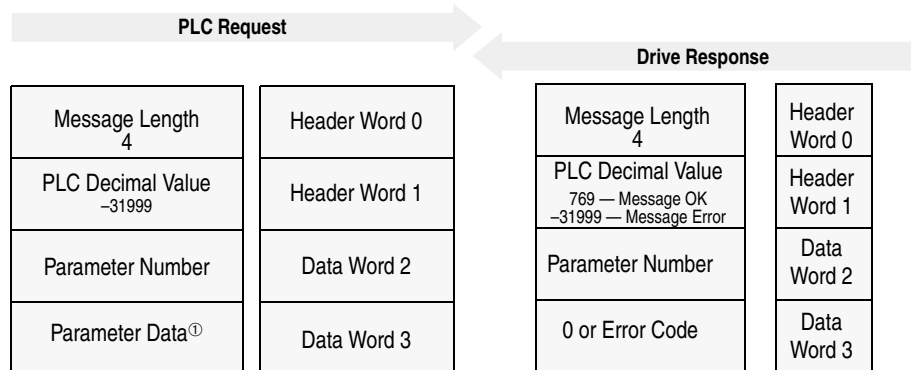 PLC Request
Drive Response
Message Length
4
Header Word 0
PLC Decimal Value
–31999
Header Word 1
Parameter Number
Data Word 2
Parameter Data①
Data Word 3
Message Length
4
Header
Word 0
PLC Decimal Value
769 — Message OK
–31999 — Message Error
Header
Word 1
Parameter Number
Data
Word 2
0 or Error Code
Data
Word 3